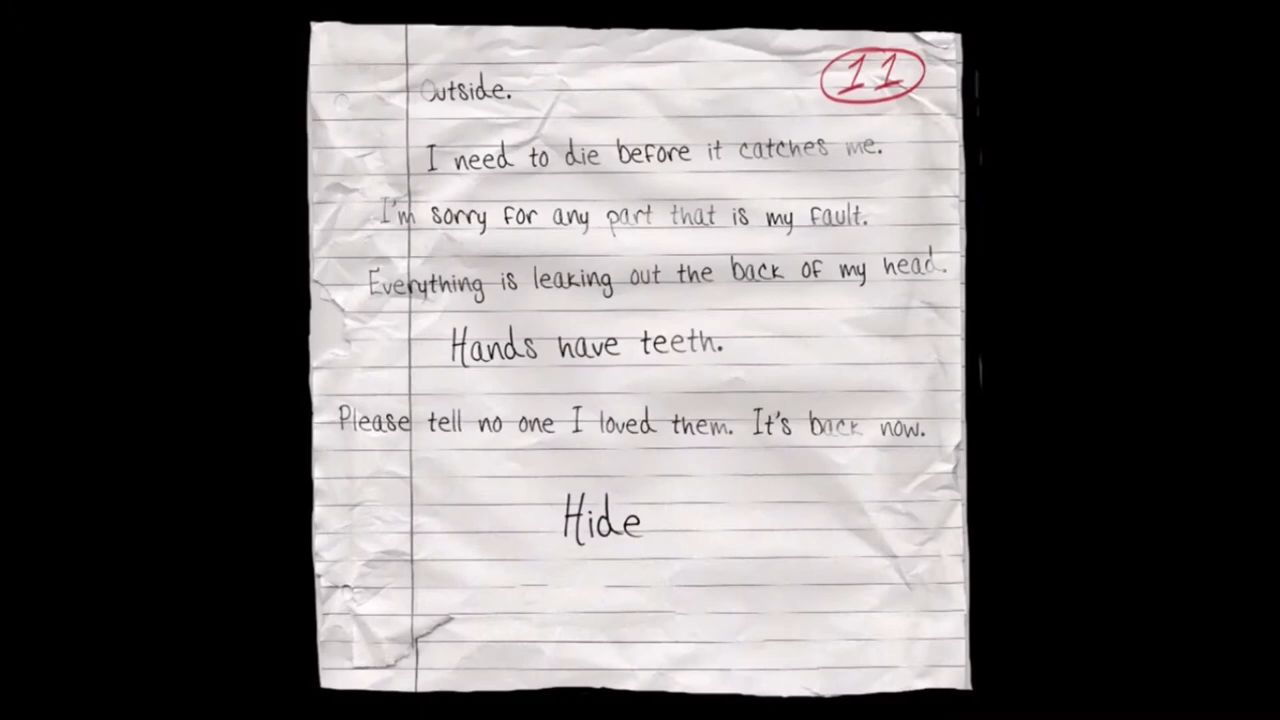 11
Outside.
I need to die before it catches me.
I'm sorry for any part that is my fault.
Everything is leaking out the back of my head.
Hands have teeth.
Please tell no one I loved them. It's back now.
Hide